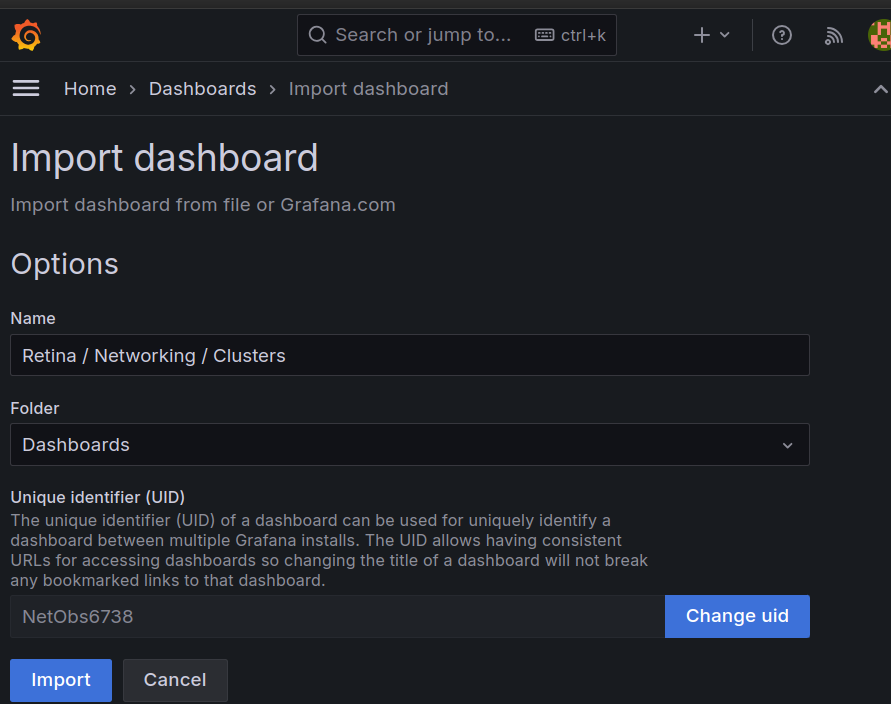 Search or jump to... ctrl+k
Home > Dashboards > Import dashboard
Import dashboard
Import dashboard from file or Grafana.com
Options
Name
Retina / Networking / Clusters
Folder
Dashboards
Unique identifier (UID)
The unique identifier (UID) of a dashboard can be used for uniquely identify a
dashboard between multiple Grafana installs. The UID allows having consistent
URLs for accessing dashboards so changing the title of a dashboard will not break
any bookmarked links to that dashboard.
NetObs6738 Change uid
Import Cancel